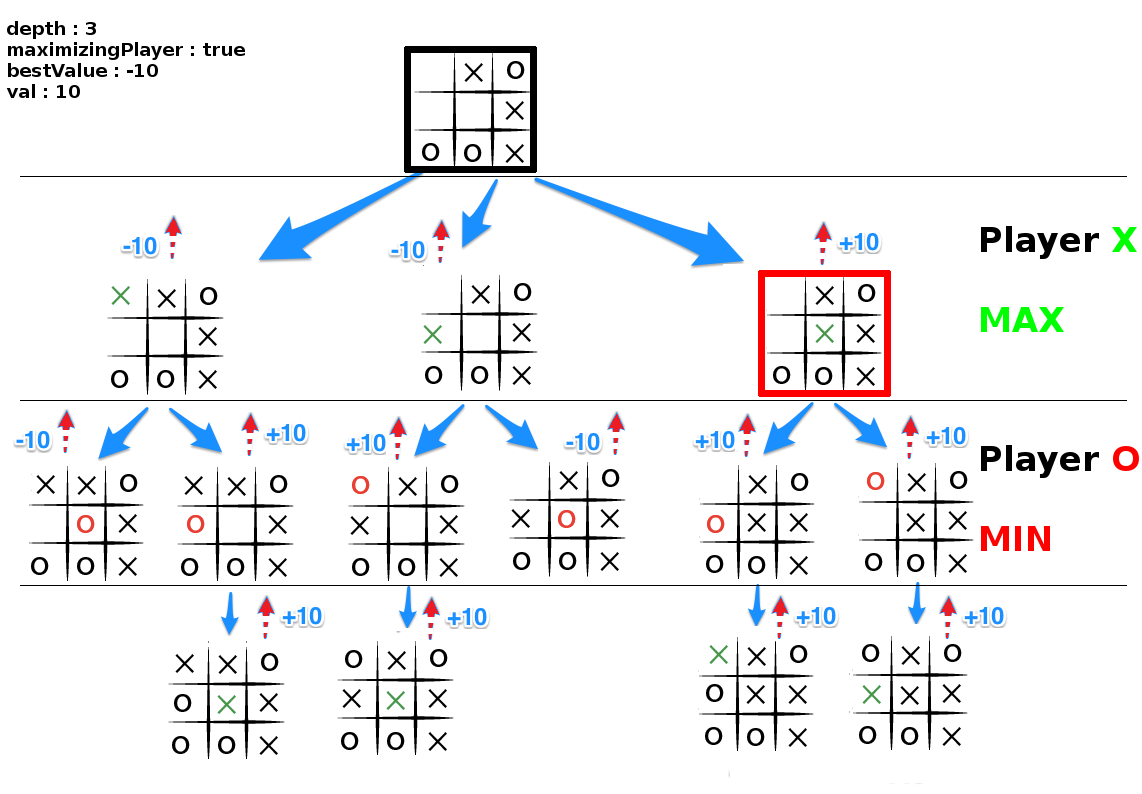 depth : 3
maximizingPlayer : true
bestValue : -10
val : 10
X O
X
O O X
-10 -10 +10
Player X
MAX
X X O
X
O O X
X O
X X
O O X
X O
X X
O O X
-10 +10 +10 -10 +10 +10
Player O
MIN
X X O
O X
O O X
X X O
O X
O O X
O X O
X X
O O X
X O
X O X
O O X
X O
O X X
O O X
O X O
X X
O O X
+10 +10 +10 +10
X X O
O X X
O O X
O X O
X X X
O O X
X X O
O X X
O O X
O X O
X X X
O O X